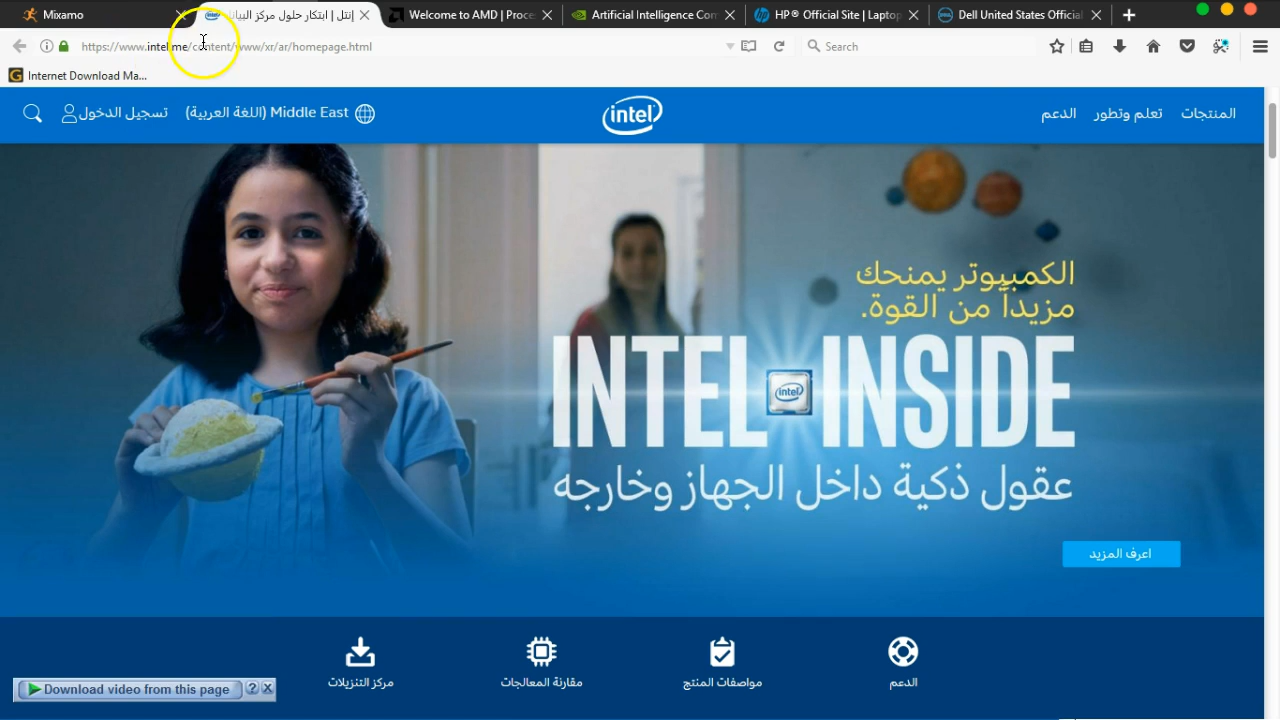 Mixamo
إنتل | ابتكار حلول مركز البيانا
Welcome to AMD | Proce
Artificial Intelligence Com
HP® Official Site | Laptop
Dell United States Official
https://www.intel.me/content/www/xr/ar/homepage.html
Search
Internet Download Ma...
المنتجات
تعلم وتطور
الدعم
intel
Middle East (اللغة العربية)
تسجيل الدخول
الكمبيوتر يمنحك
مزيداً من القوة.
INTEL intel INSIDE
عقول ذكية داخل الجهاز وخارجه
اعرف المزيد
الدعم
مواصفات المنتج
مقارنة المعالجات
مركز التنزيلات
Download video from this page ? X